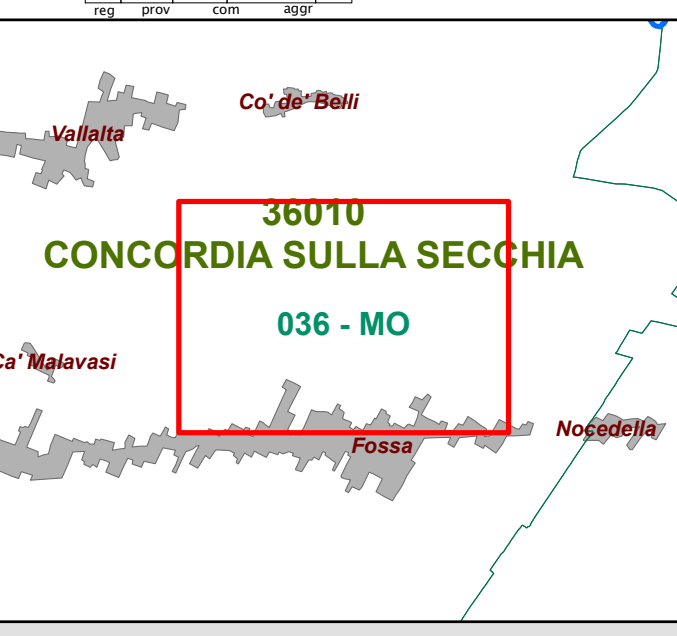 reg prov com aggr
Co' de' Belli
Vallalta
36010
CONCORDIA SULLA SECCHIA
036 - MO
Ca' Malavasi
Nocedella
Fossa